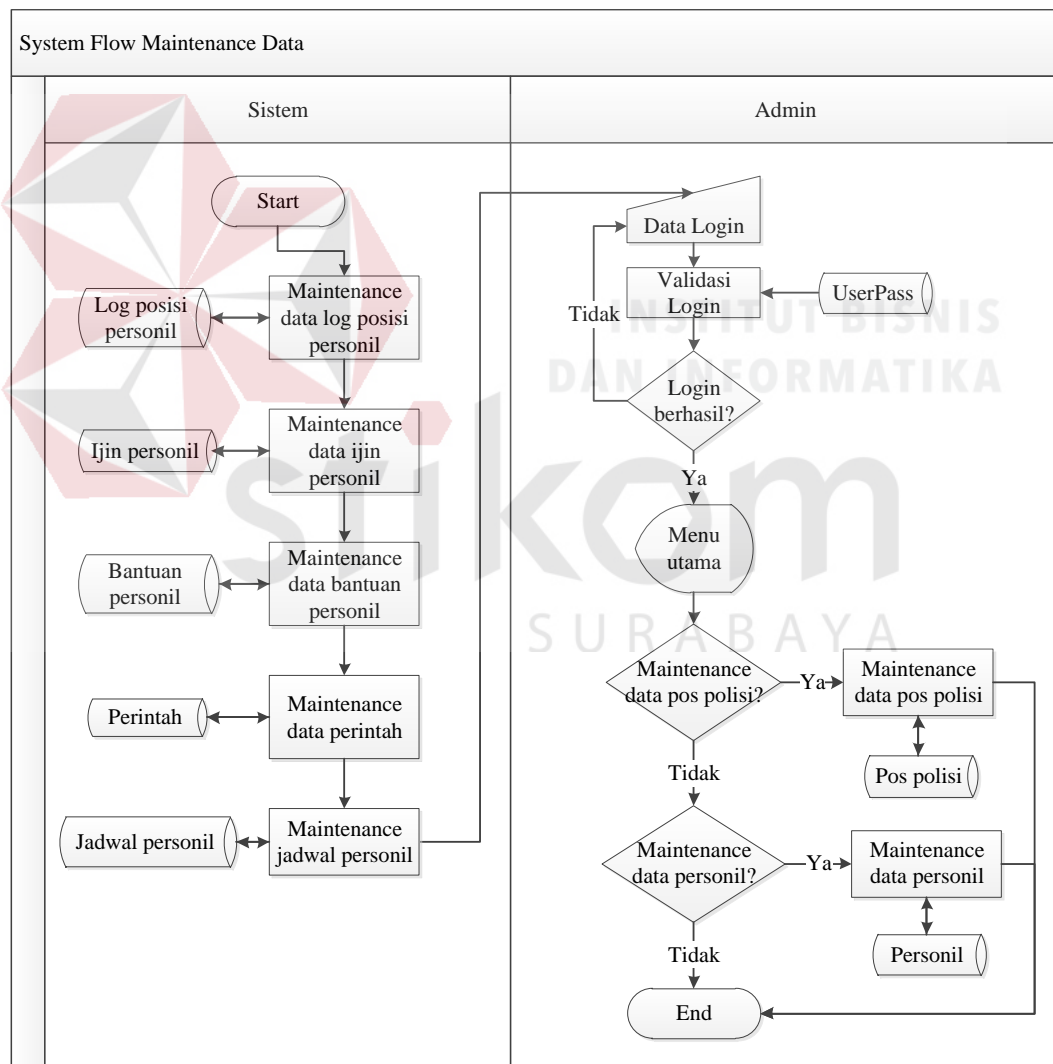 System Flow Maintenance Data
Sistem
Admin
Start
Maintenance
data log posisi
personil
Log posisi
personil
Maintenance
data ijin
personil
Ijin personil
Maintenance
data bantuan
personil
Bantuan
personil
Maintenance
data perintah
Perintah
Maintenance
jadwal personil
Jadwal personil
Data Login
Validasi
Login
UserPass
Tidak
Login
berhasil?
Ya
Menu
utama
Maintenance
data pos polisi?
Ya
Maintenance
data pos polisi
Pos polisi
Tidak
Maintenance
data personil?
Ya
Maintenance
data personil
Personil
Tidak
End
INSTITUT BISNIS
DAN INFORMATIKA
stikom
SURABAYA